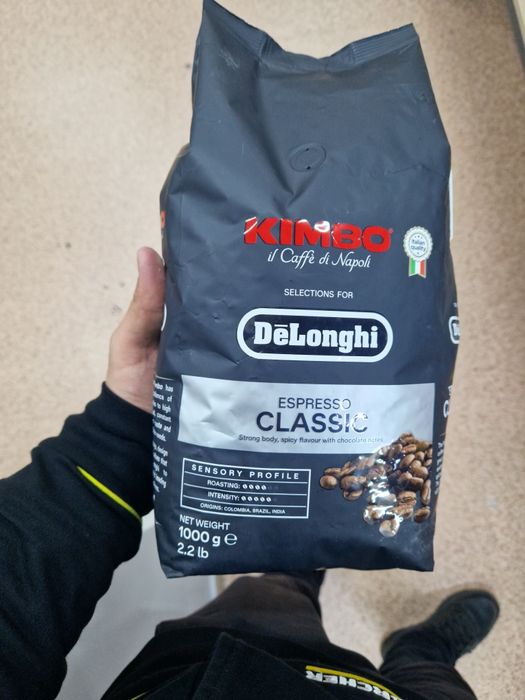 KIMBO
il Caffè di Napoli
Italian
quality
SELECTIONS FOR
DēLonghi
ESPRESSO
CLASSIC
Strong body, spicy flavour with chocolate notes
SENSORY PROFILE
ROASTING:
INTENSITY:
ORIGINS: COLOMBIA, BRAZIL, INDIA
NET WEIGHT
1000 g ℮
2.2 lb